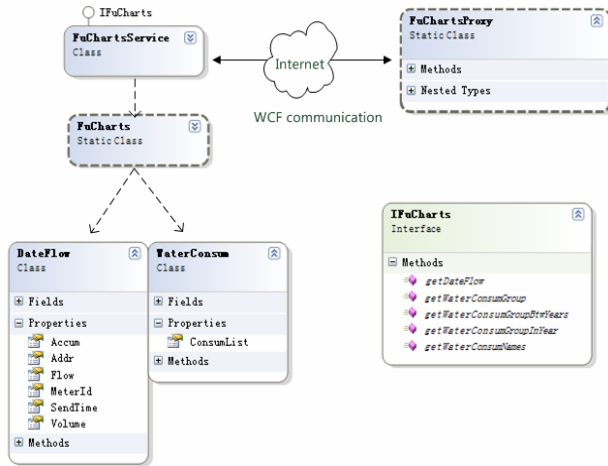 IFuCharts
FuChartsService
Class
Internet
WCF communication
FuChartsProxy
Static Class
Methods
Nested Types
FuCharts
Static Class
DateFlow
Class
Fields
Properties
Accum
Addr
Flow
MeterId
SendTime
Volume
Methods
WaterConsum
Class
Fields
Properties
ConsumList
Methods
IFuCharts
Interface
Methods
getDateFlow
getWaterConsumGroup
getWaterConsumGroupBtwYears
getWaterConsumGroupInYear
getWaterConsumNames